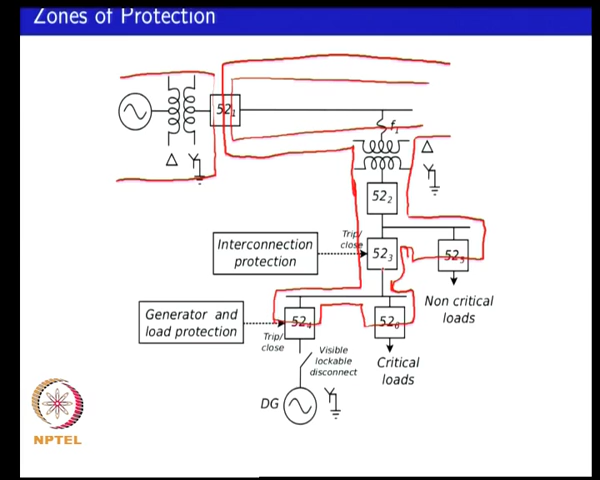 Zones of Protection
52₁
f₁
Δ Y
Δ
Y
52₂
Trip/
close
Interconnection
protection
52₃
52₅
Non critical
loads
Generator and
load protection
52₄
52₆
Trip/
close
Visible
lockable
disconnect
Critical
loads
DG
Y
NPTEL